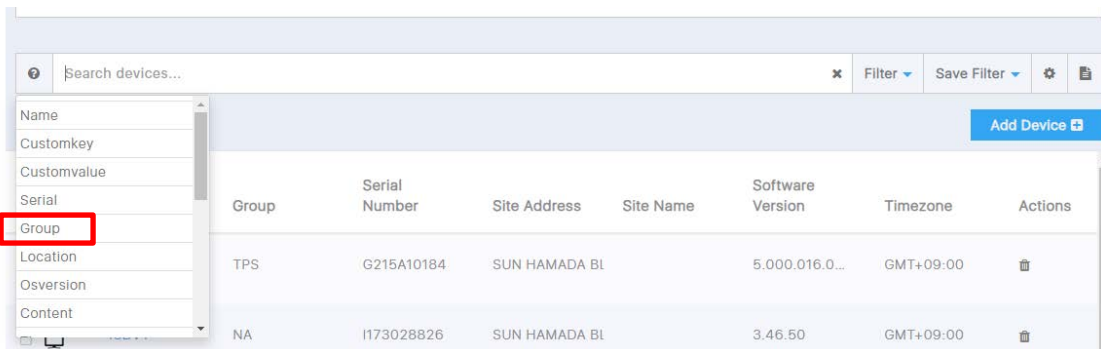 Search devices...
Filter
Save Filter
Name
Customkey
Customvalue
Serial
Group
Location
Osversion
Content
Add Device
Group
Serial Number
Site Address
Site Name
Software Version
Timezone
Actions
TPS
G215A10184
SUN HAMADA BL
5.000.016.0...
GMT+09:00
NA
I173028826
SUN HAMADA BL
3.46.50
GMT+09:00